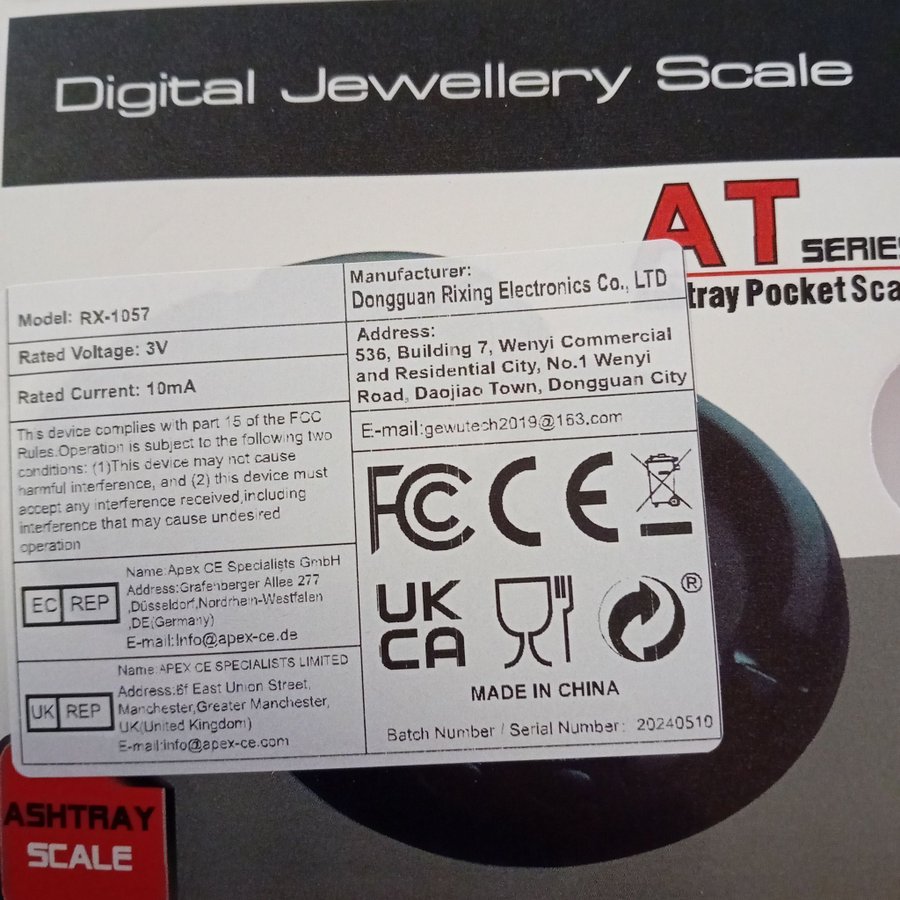 Digital Jewellery Scale
AT SERIES
tray Pocket Sca
Model: RX-1057
Rated Voltage: 3V
Rated Current: 10mA
This device complies with part 15 of the FCC
Rules.Operation is subject to the following two
conditions: (1)This device may not cause
harmful interference, and (2) this device must
accept any interference received,including
interference that may cause undesired
operation
EC REP
Name:Apex CE Specialists GmbH
Address:Grafenberger Allee 277
,Düsseldorf,Nordrhein-Westfalen
,DE(Germany)
E-mail:Info@apex-ce.de
UK REP
Name:APEX CE SPECIALISTS LIMITED
Address:6f East Union Street,
Manchester,Greater Manchester,
UK(United Kingdom)
E-mail:info@apex-ce.com
Manufacturer:
Dongguan Rixing Electronics Co., LTD
Address:
536, Building 7, Wenyi Commercial
and Residential City, No.1 Wenyi
Road, Daojiao Town, Dongguan City
E-mail:gewutech2019@163.com
FC CE
UK
CA
®
MADE IN CHINA
Batch Number / Serial Number: 20240510
ASHTRAY
SCALE